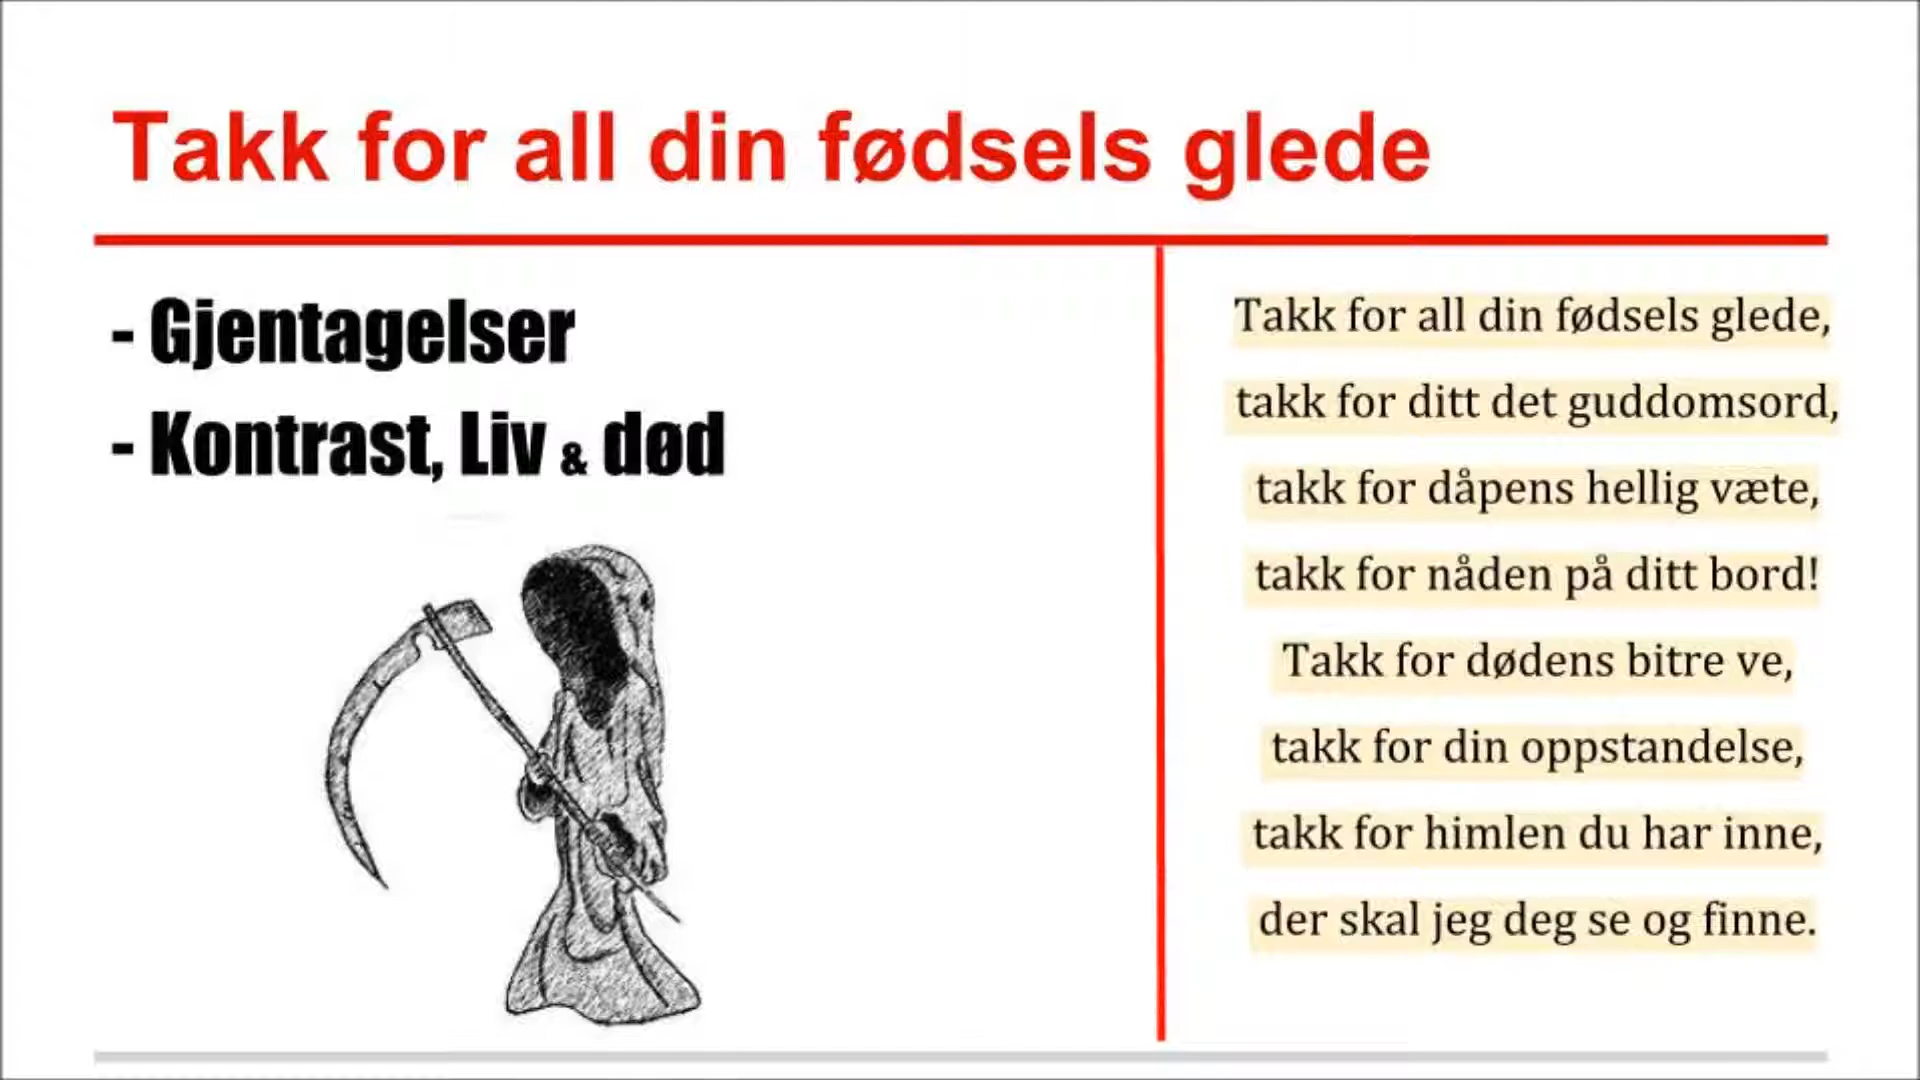 Takk for all din fødsels glede
- Gjentagelser
- Kontrast, Liv & død
Takk for all din fødsels glede,
takk for ditt det guddomsord,
takk for dåpens hellig væte,
takk for nåden på ditt bord!
Takk for dødens bitre ve,
takk for din oppstandelse,
takk for himlen du har inne,
der skal jeg deg se og finne.